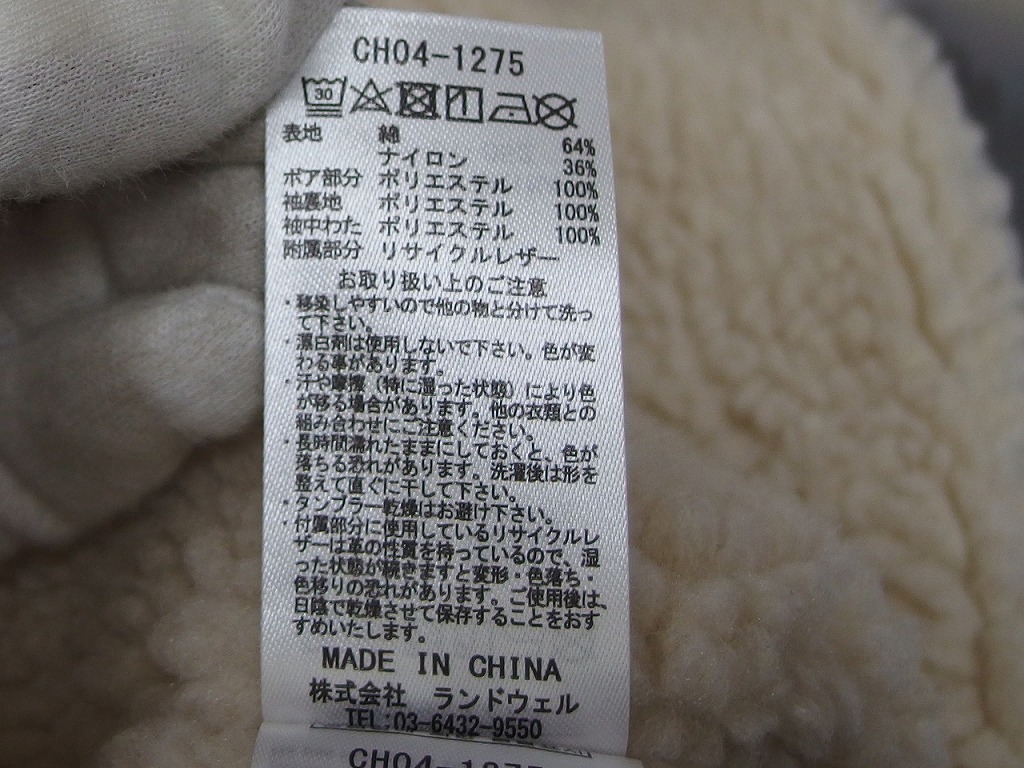 CH04-1275
30
表地 綿 64%
ナイロン 36%
ボア部分 ポリエステル 100%
袖裏地 ポリエステル 100%
袖中わた ポリエステル 100%
附属部分 リサイクルレザー
お取り扱い上のご注意
・移染しやすいので他の物と分けて洗っ
て下さい。
・漂白剤は使用しないで下さい。色が変
わる事があります。
・汗や摩擦（特に湿った状態）により色
が移る場合があります。他の衣類との
組み合わせにご注意ください。
・長時間濡れたままにしておくと、色が
落ちる恐れがあります。洗濯後は形を
整えて直ぐに干して下さい。
・タンブラー乾燥はお避け下さい。
・付属部分に使用しているリサイクルレ
ザーは革の性質を持っているので、湿
った状態が続きますと変形・色落ち・
色移りの恐れがあります。ご使用後は、
日陰で乾燥させて保存することをおす
すめいたします。
MADE IN CHINA
株式会社 ランドウェル
TEL:03-6432-9550
CH04-1275